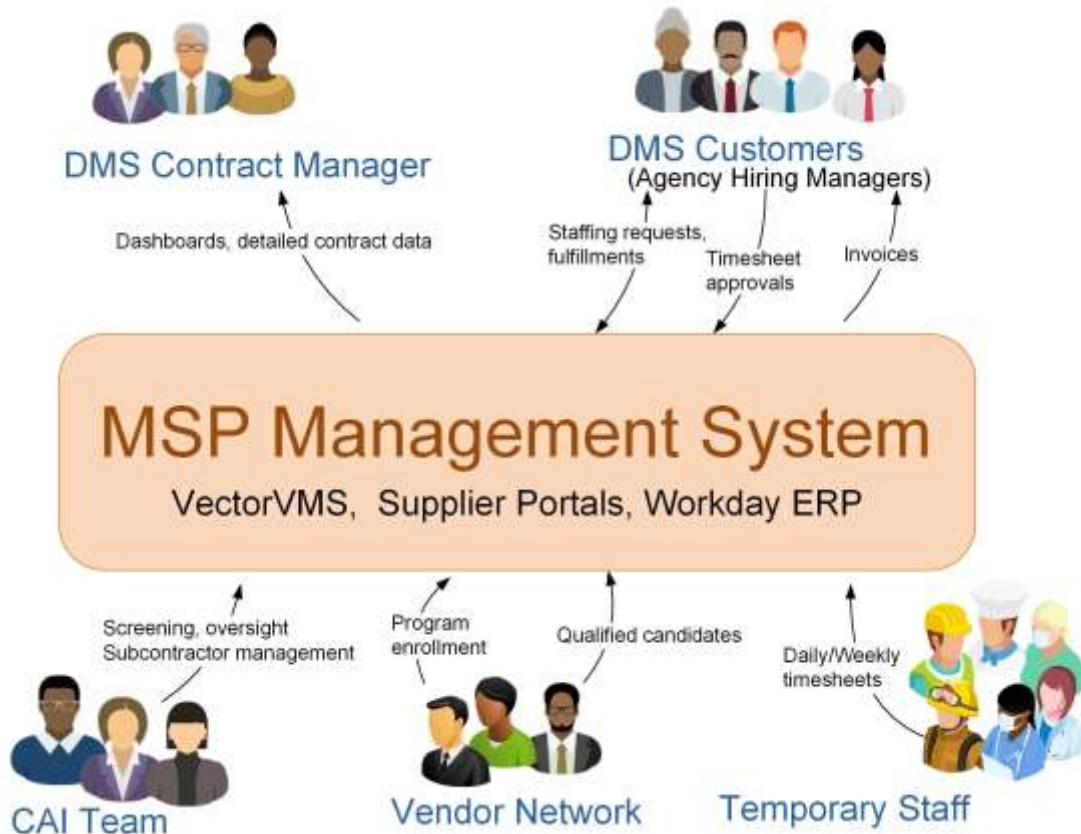 DMS Contract Manager
DMS Customers
(Agency Hiring Managers)
Dashboards, detailed contract data
Staffing requests,
fulfillments
Timesheet
approvals
Invoices
MSP Management System
VectorVMS, Supplier Portals, Workday ERP
Screening, oversight
Subcontractor management
Program
enrollment
Qualified candidates
Daily/Weekly
timesheets
CAI Team
Vendor Network
Temporary Staff